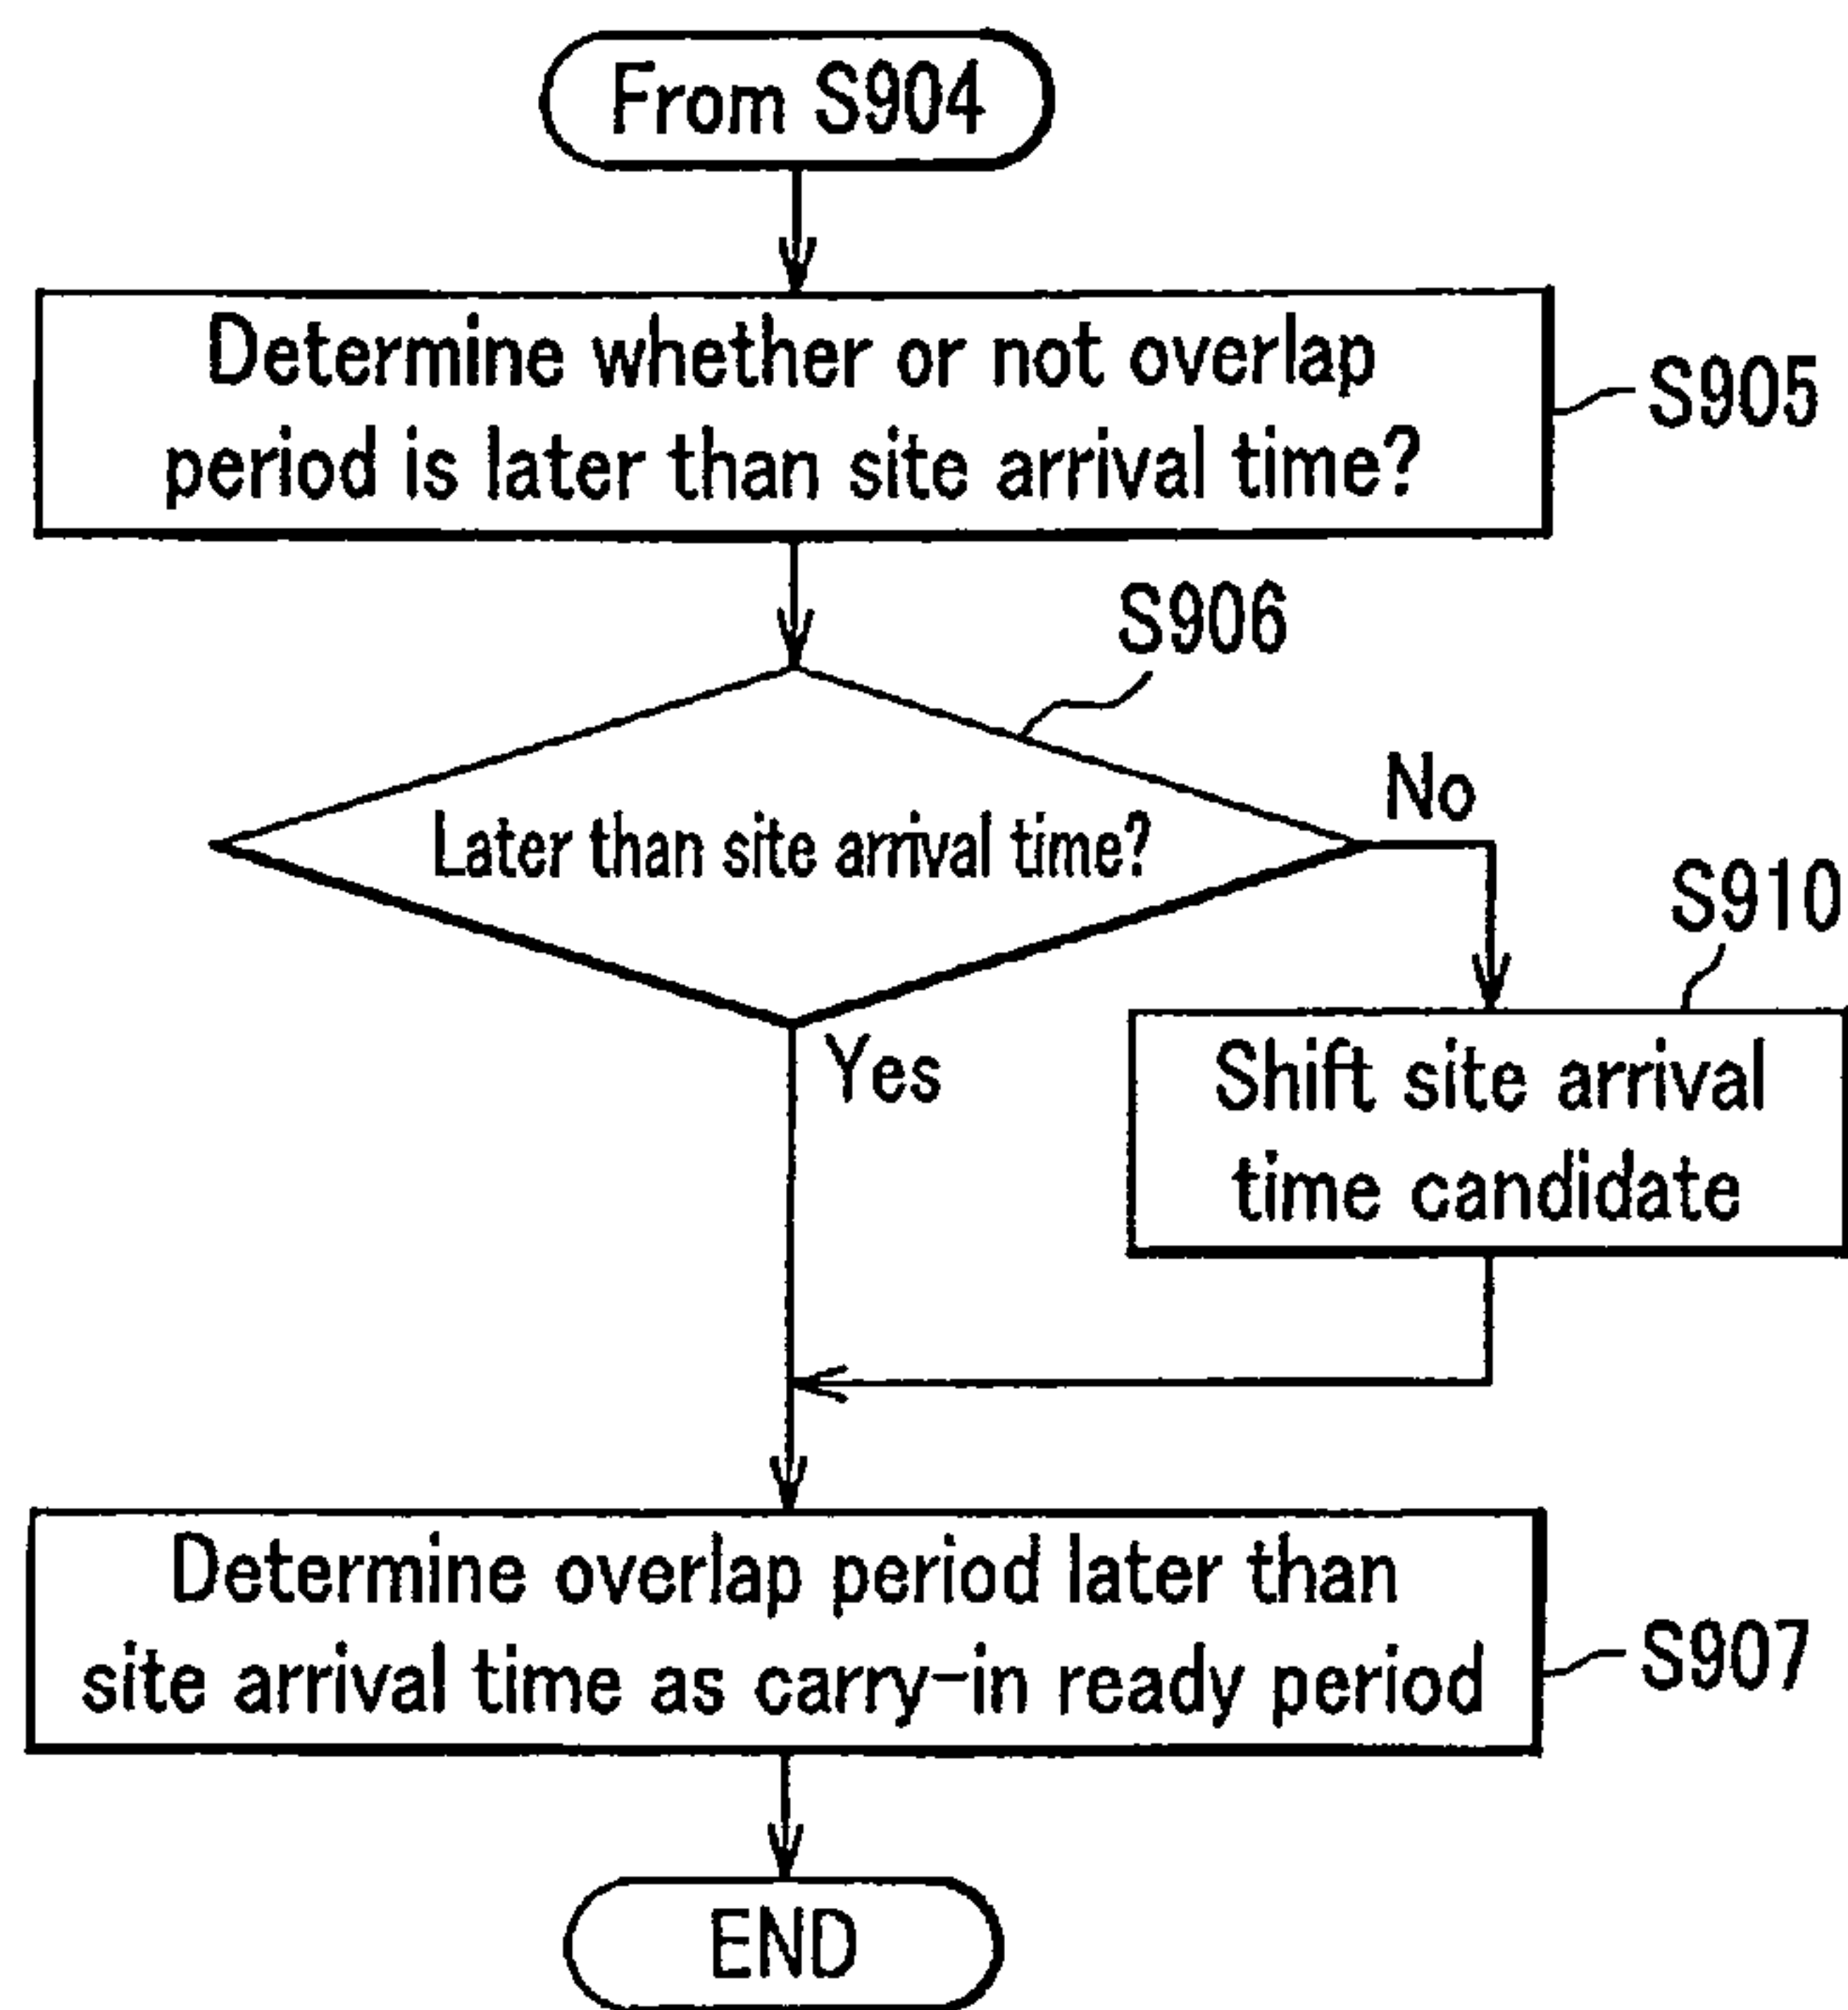 From S904
Determine whether or not overlap
period is later than site arrival time?
S905
S906
Later than site arrival time?
No
S910
Yes
Shift site arrival
time candidate
Determine overlap period later than
site arrival time as carry-in ready period
S907
END